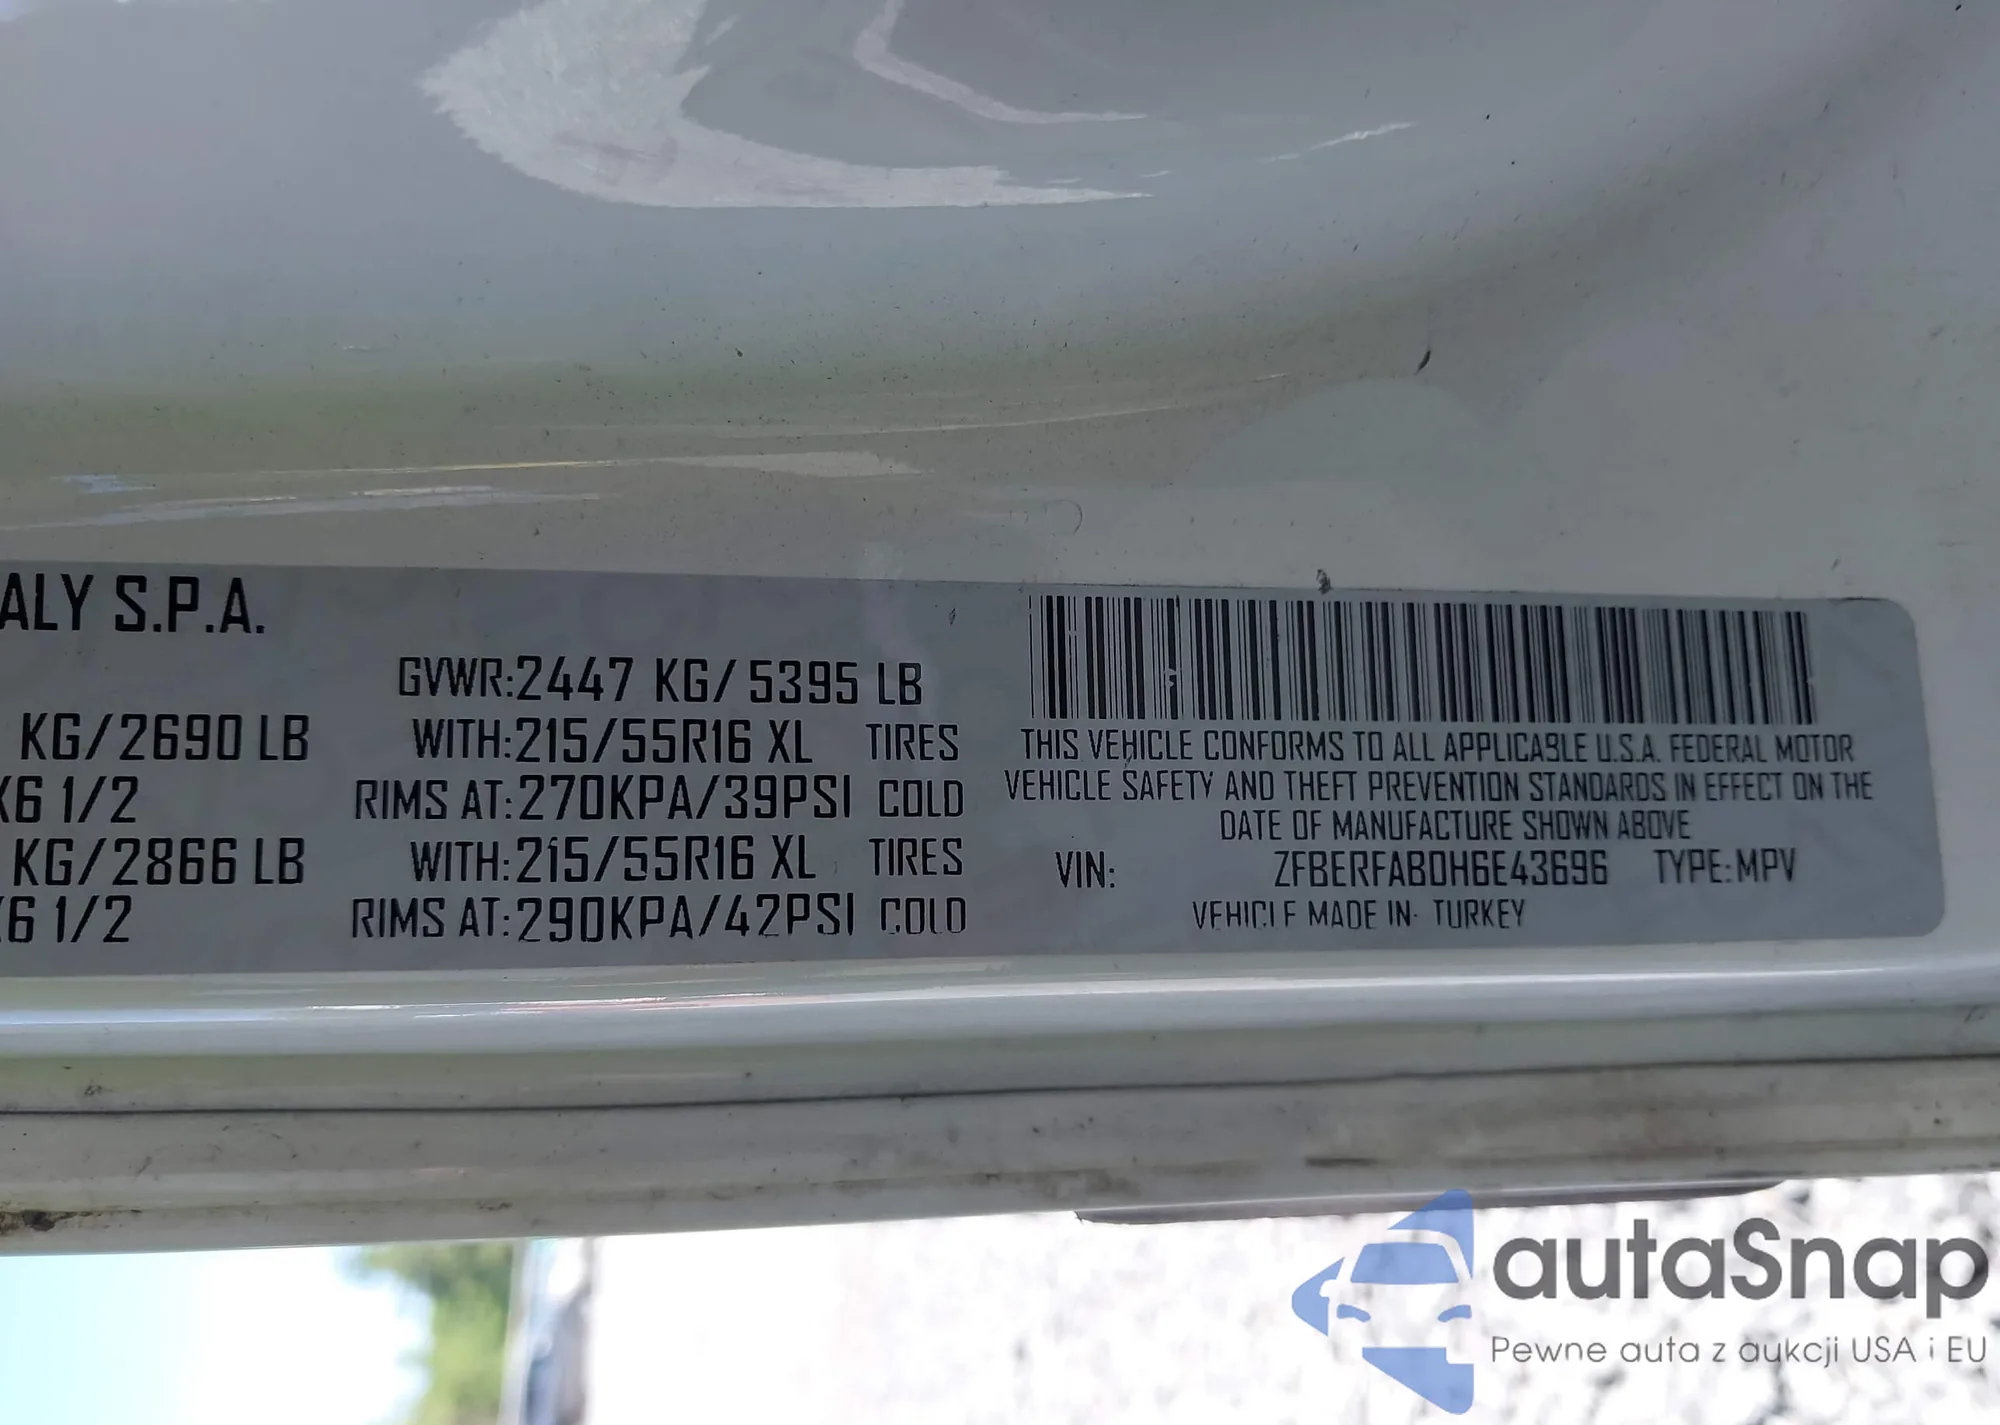 ALY S.P.A.
GVWR:2447 KG/5395 LB
KG/2690 LB WITH:215/55R16 XL TIRES
X6 1/2 RIMS AT:270KPA/39PSI COLD
KG/2866 LB WITH:215/55R16 XL TIRES
X6 1/2 RIMS AT:290KPA/42PSI COLD
THIS VEHICLE CONFORMS TO ALL APPLICABLE U.S.A. FEDERAL MOTOR
VEHICLE SAFETY AND THEFT PREVENTION STANDARDS IN EFFECT ON THE
DATE OF MANUFACTURE SHOWN ABOVE
VIN: ZFBERFAB0H6E43696 TYPE:MPV
VEHICLE MADE IN: TURKEY
autaSnap
Pewne auta z aukcji USA i EU